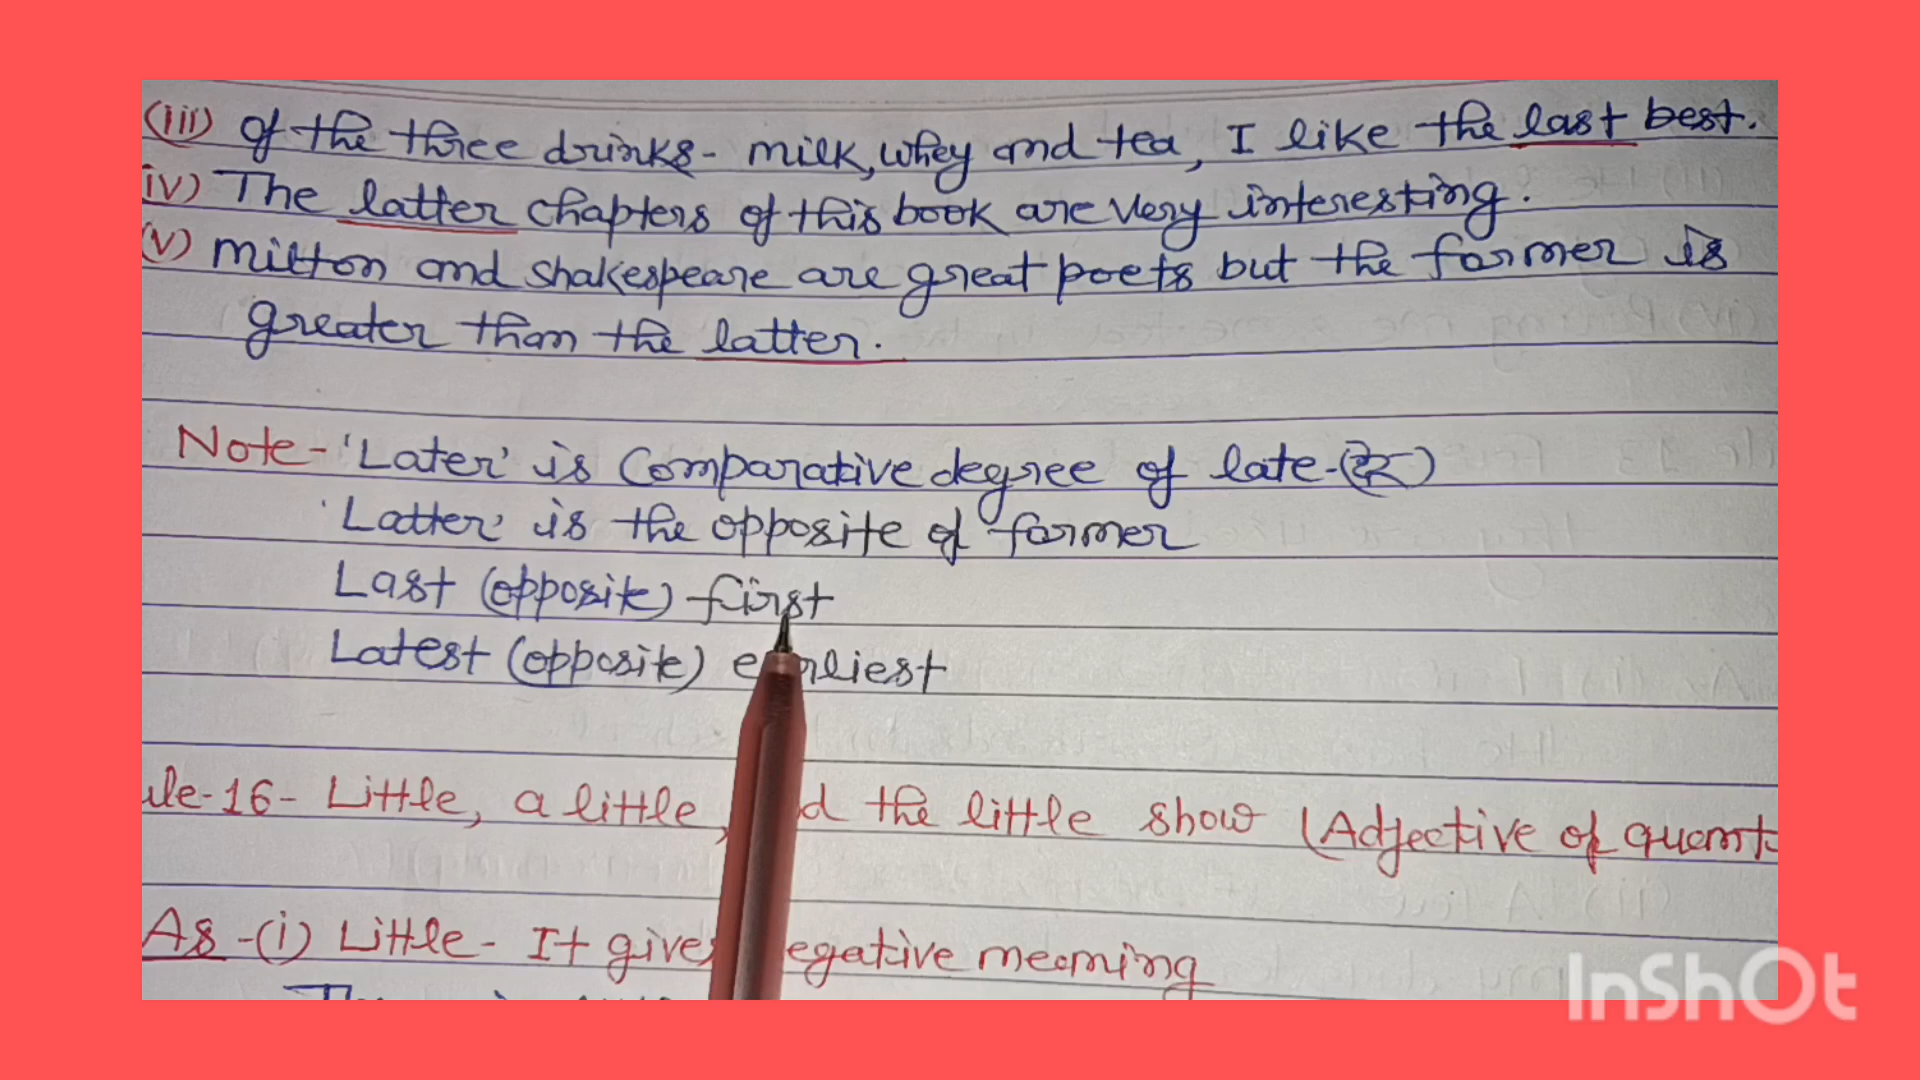 (iii) of the three drinks- milk, whey and tea, I like the last best.
iv) The latter chapters of this book are very interesting.
(v) Milton and shakespeare are great poets but the former is
greater than the latter.
Note- 'Later' is Comparative degree of late-(देर)
'Latter' is the opposite of former
Last (opposite) first
Latest (opposite) earliest
ule-16- Little, a little, d the little show (Adjective of quant
As -(i) Little- It gives egative meaning
InShOt